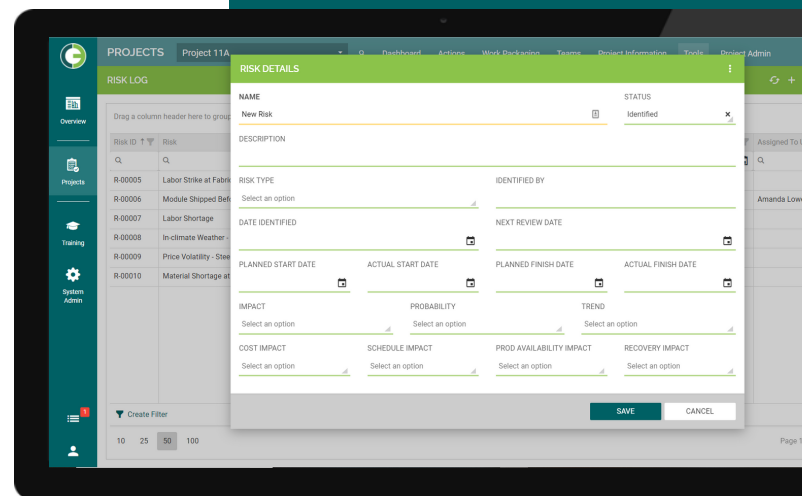 PROJECTS Project 11A Dashboard Actions Work Packaging Teams Project Information Tools Project Admin
RISK LOG
RISK DETAILS
Overview
Projects
Training
System
Admin
1
Drag a column header here to group
Risk ID Risk
Assigned To
R-00005 Labor Strike at
R-00006 Module Shipped
Amanda
R-00007 Labor Shortage
R-00008 In-climate Weather -
R-00009 Price Volatility -
R-00010 Material Shortage at
NAME STATUS
New Risk Identified
DESCRIPTION
RISK TYPE IDENTIFIED BY
Select an option
DATE IDENTIFIED NEXT REVIEW DATE
PLANNED START DATE ACTUAL START DATE PLANNED FINISH DATE ACTUAL FINISH DATE
IMPACT PROBABILITY TREND
Select an option Select an option Select an option
COST IMPACT SCHEDULE IMPACT PROD AVAILABILITY IMPACT RECOVERY IMPACT
Select an option Select an option Select an option Select an option
SAVE CANCEL
Create Filter
10 25 50 100
Page 1